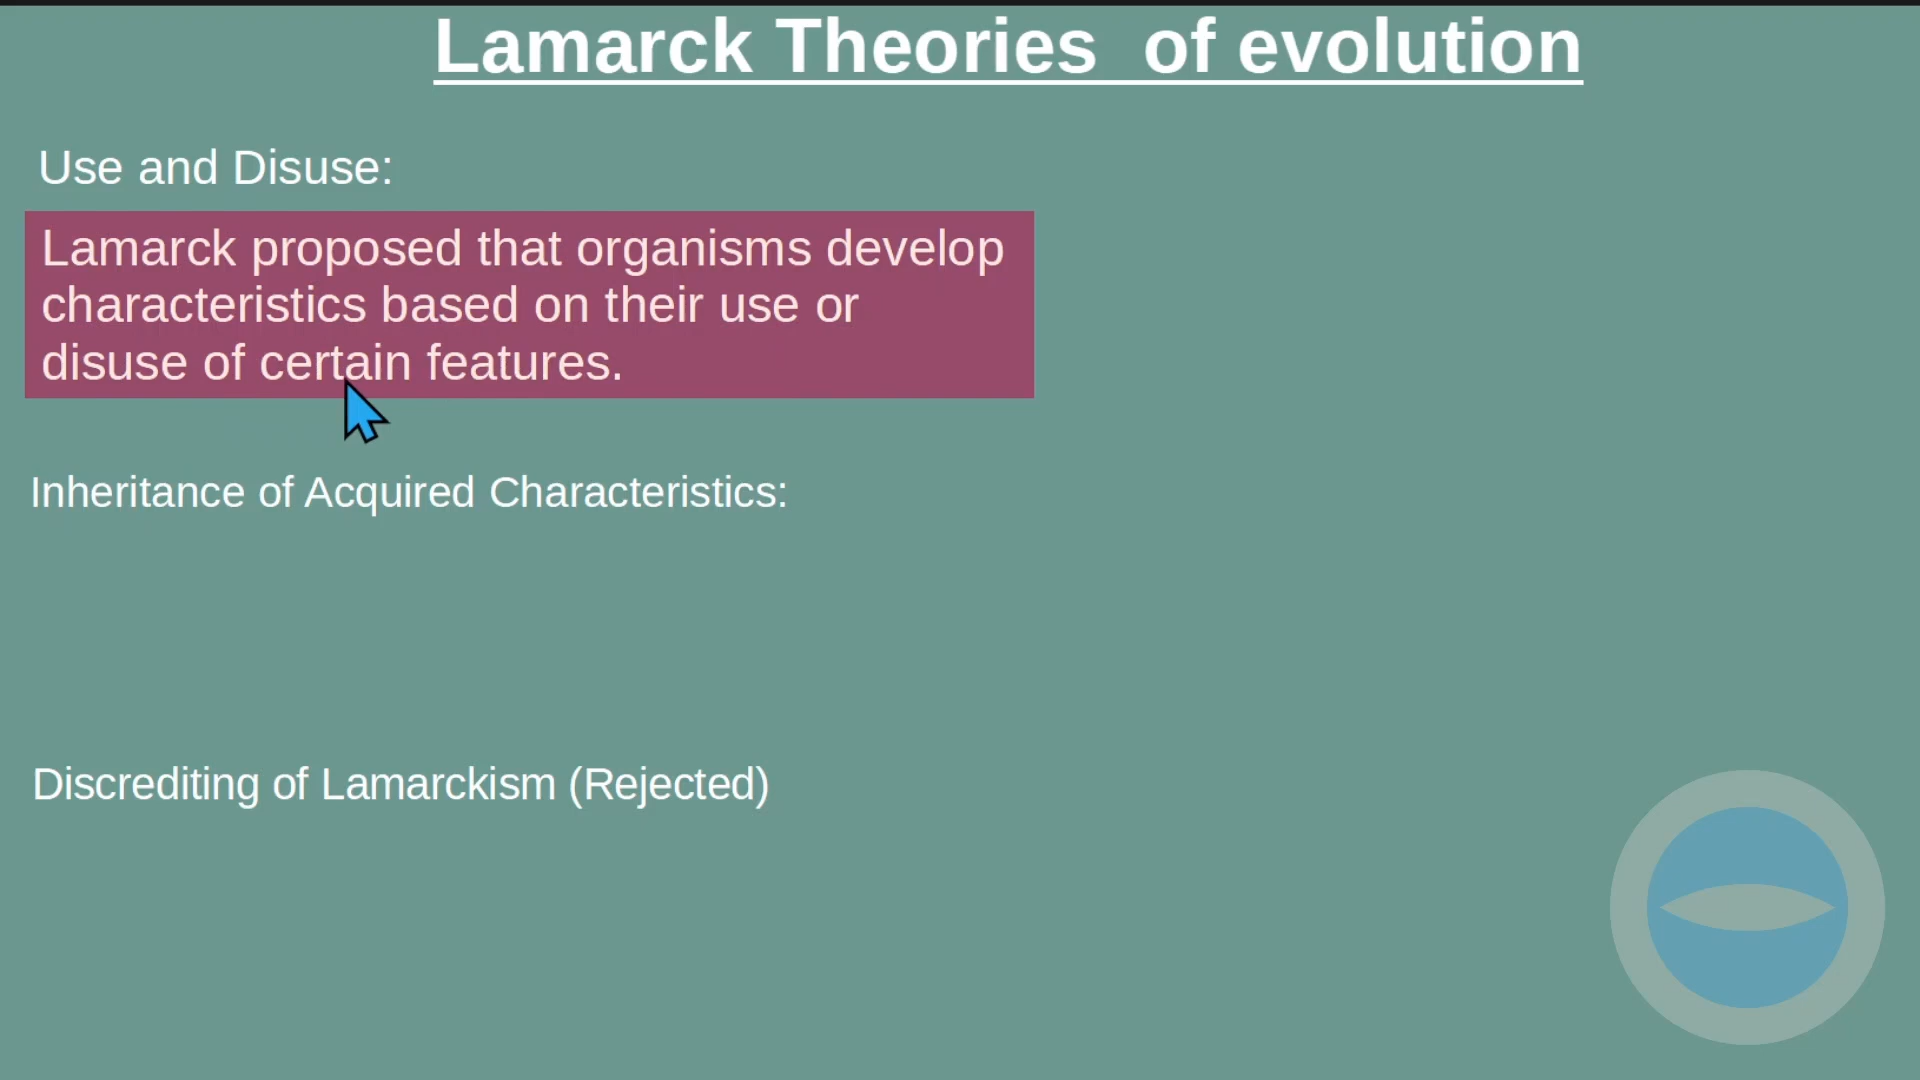 Lamarck Theories  of evolution
Use and Disuse:
Lamarck proposed that organisms develop
characteristics based on their use or
disuse of certain features.
Inheritance of Acquired Characteristics:
Discrediting of Lamarckism (Rejected)